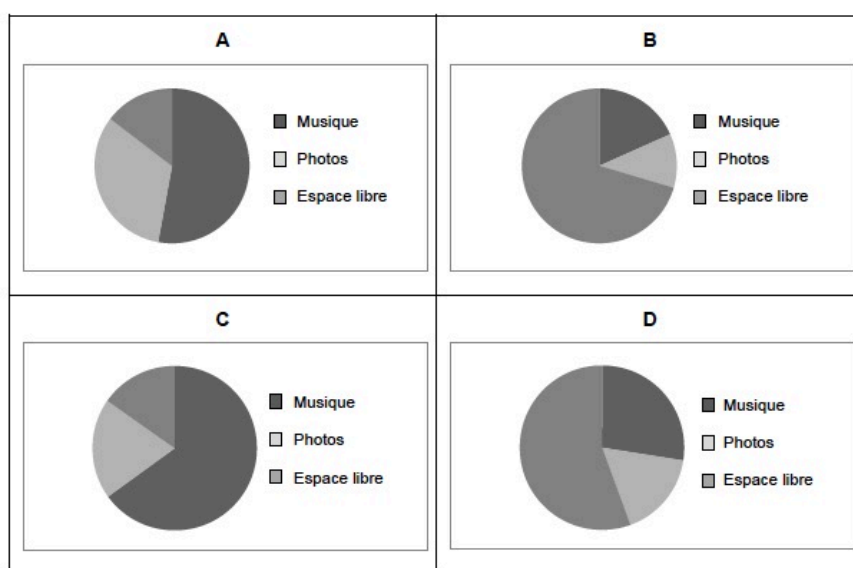 A
Musique
Photos
Espace libre
B
Musique
Photos
Espace libre
C
Musique
Photos
Espace libre
D
Musique
Photos
Espace libre